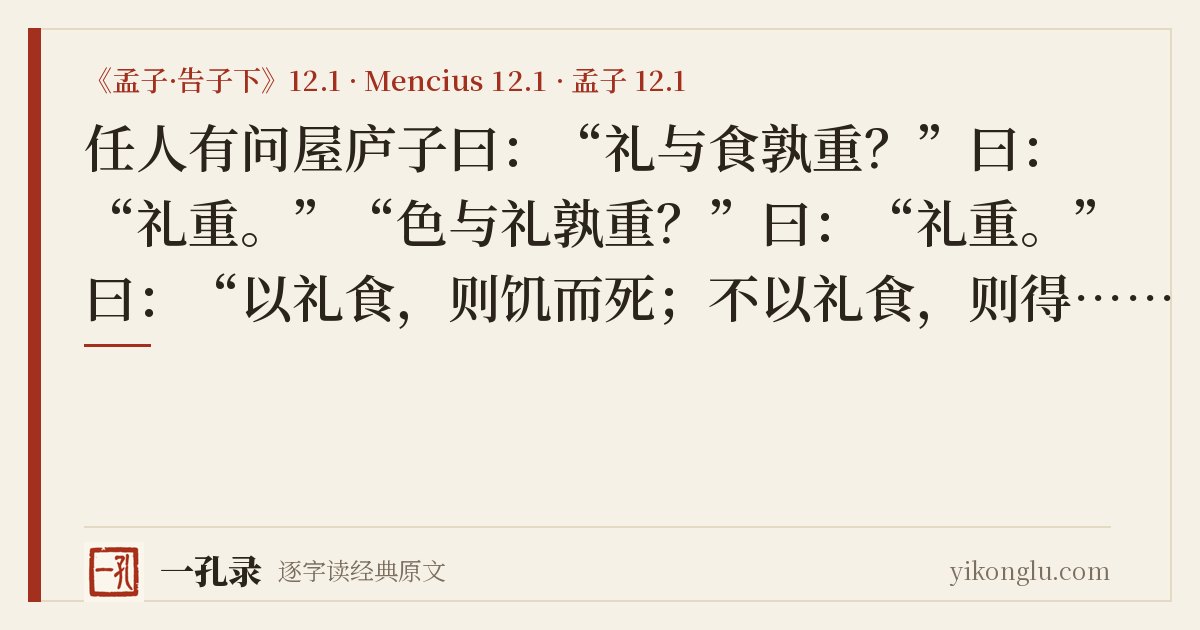 《孟子·告子下》12.1 · Mencius 12.1 · 孟子 12.1
任人有问屋庐子曰：“礼与食孰重？”曰：
“礼重。”“色与礼孰重？”曰：“礼重。”
曰：“以礼食，则饥而死；不以礼食，则得……
一孔
一孔录 逐字读经典原文 yikonglu.com